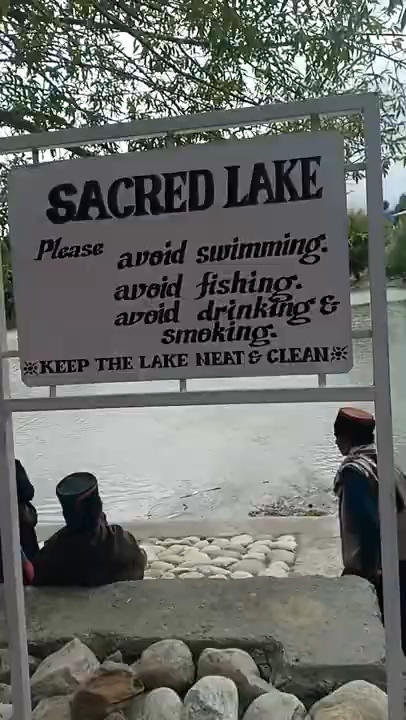 SACRED LAKE
Please avoid swimming.
avoid fishing.
avoid drinking &
smoking.
※KEEP THE LAKE NEAT & CLEAN※